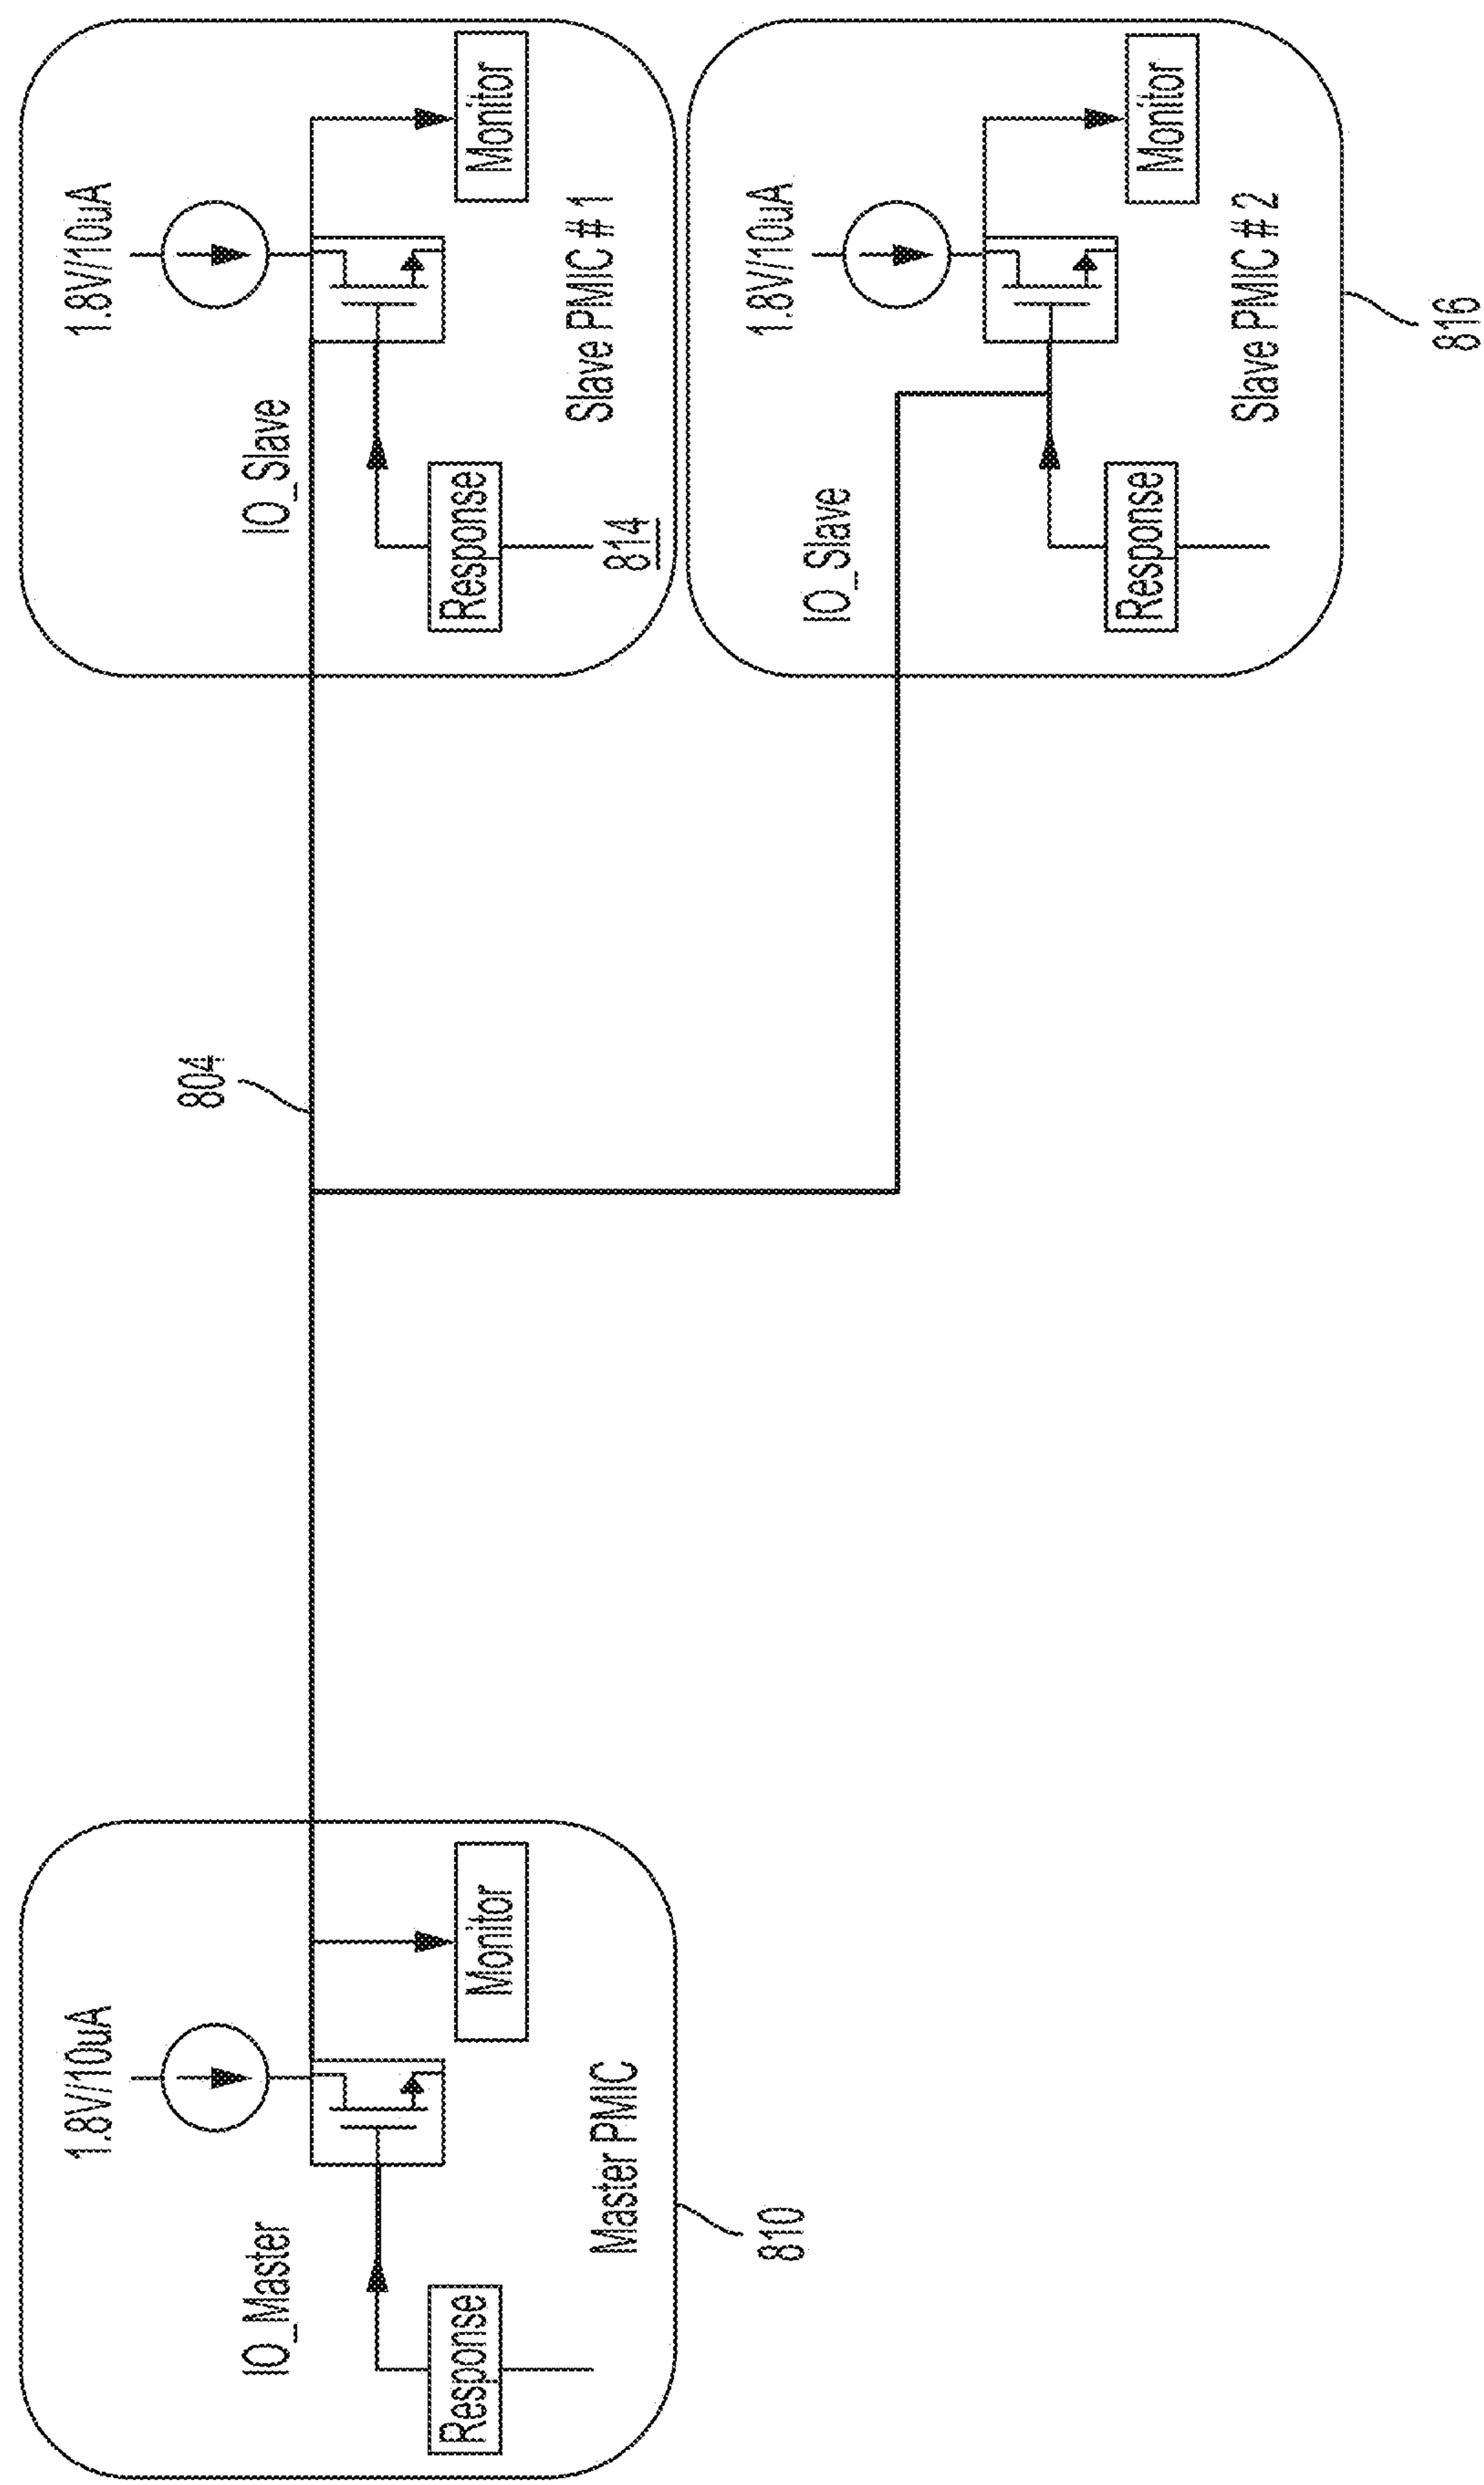 1.8V/10uA
IO_Master
Response
Monitor
Master PMIC
810
804
1.8V/10uA
IO_Slave
Response
Monitor
Slave PMIC # 1
814
1.8V/10uA
IO_Slave
Response
Monitor
Slave PMIC # 2
816